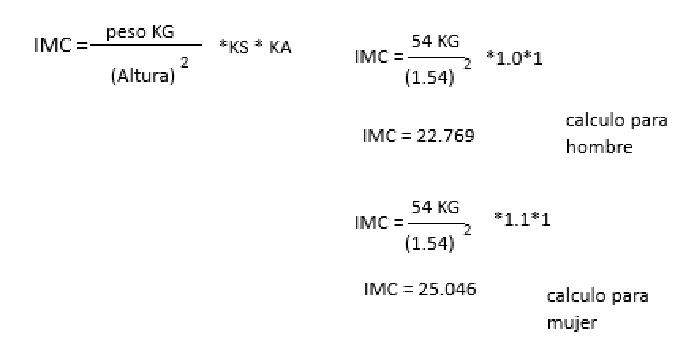 IMC = peso KG / (Altura)² *KS * KA
IMC = 54 KG / (1.54)² *1.0*1
IMC = 22.769
calculo para
hombre
IMC = 54 KG / (1.54)² *1.1*1
IMC = 25.046
calculo para
mujer